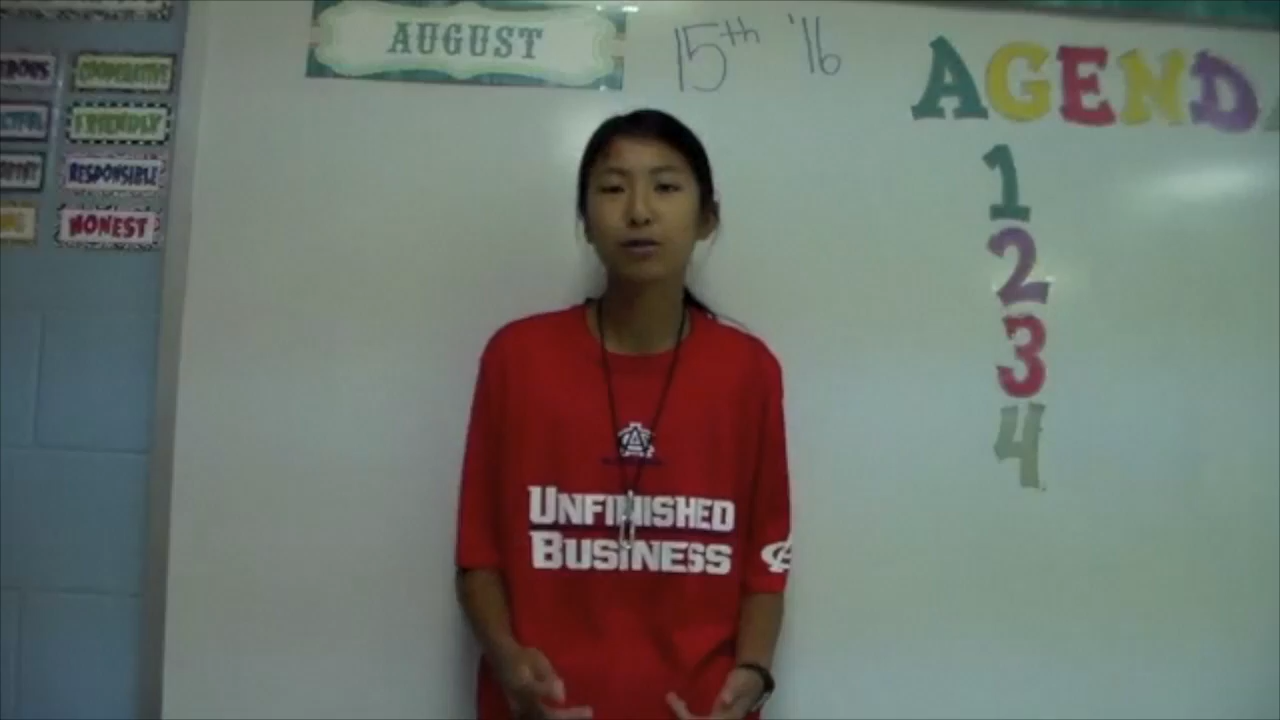 AUGUST
15th '16
AGENDA
1
2
3
4
COOPERATIVE
FRIENDLY
RESPONSIBLE
HONEST
UNFINISHED
BUSINESS